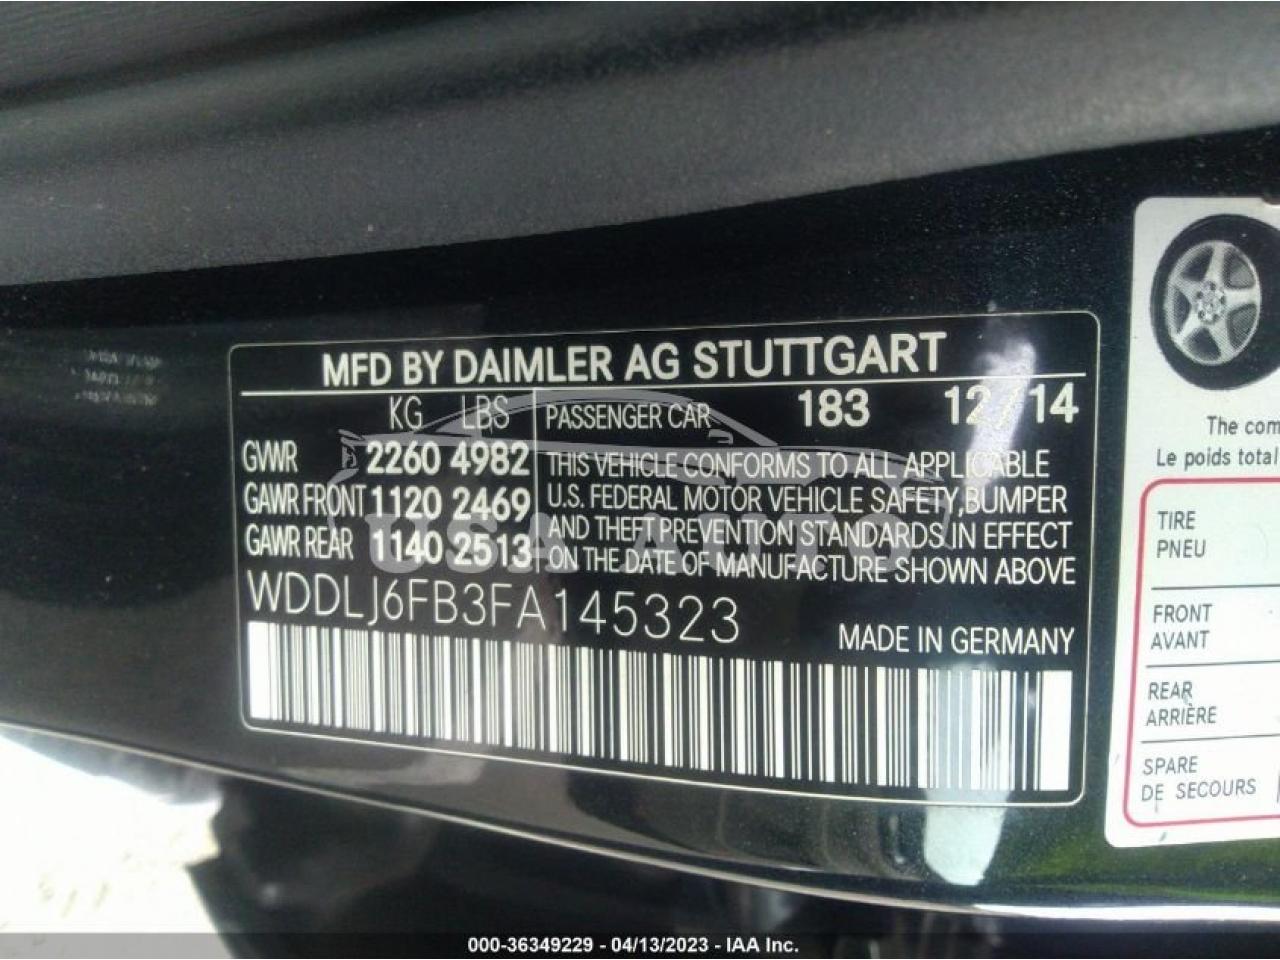 MFD BY DAIMLER AG STUTTGART
KG LBS
GVWR 2260 4982
GAWR FRONT 1120 2469
GAWR REAR 1140 2513
PASSENGER CAR 183 12/14
THIS VEHICLE CONFORMS TO ALL APPLICABLE
U.S. FEDERAL MOTOR VEHICLE SAFETY, BUMPER
AND THEFT PREVENTION STANDARDS IN EFFECT
ON THE DATE OF MANUFACTURE SHOWN ABOVE
WDDLJ6FB3FA145323
MADE IN GERMANY
USA AUTO
The com
Le poids total
TIRE
PNEU
FRONT
AVANT
REAR
ARRIÈRE
SPARE
DE SECOURS
000-36349229 - 04/13/2023 - IAA Inc.